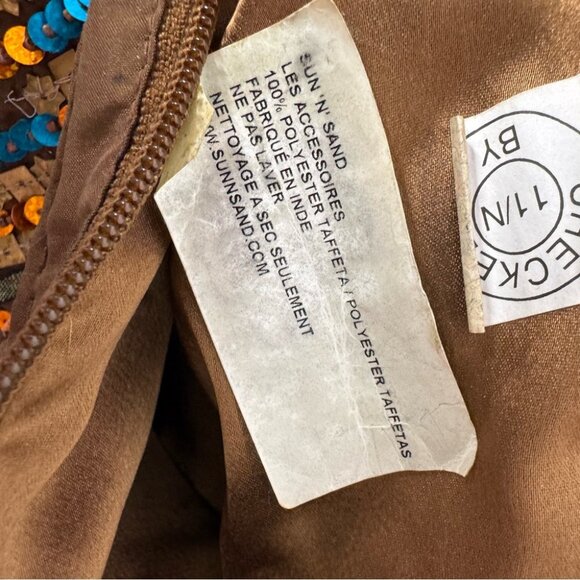 SUN 'N' SAND
LES ACCESSOIRES
100% POLYESTER TAFFETA / POLYESTER TAFFETAS
FABRIQUÉ EN INDE
NE PAS LAVER
NETTOYAGE A SEC SEULEMENT
WWW.SUNNSAND.COM
BY
11/N